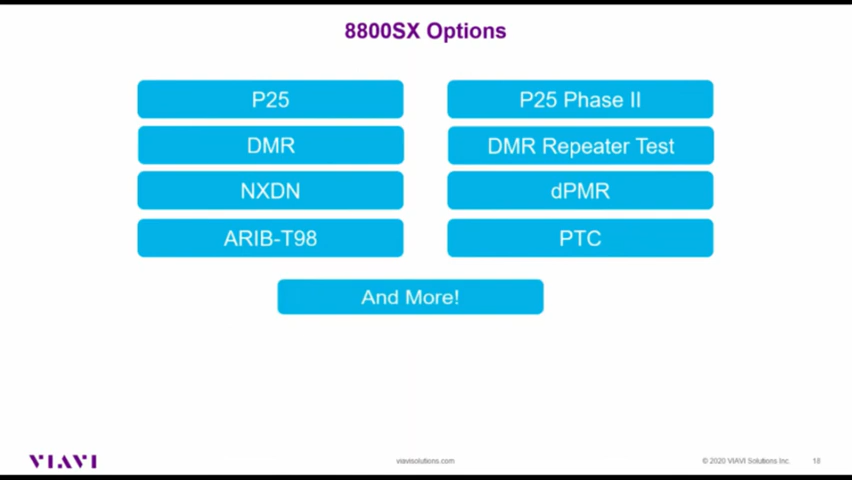 8800SX Options
P25
P25 Phase II
DMR
DMR Repeater Test
NXDN
dPMR
ARIB-T98
PTC
And More!
VIAVI
viavisolutions.com
© 2020 VIAVI Solutions Inc.
18